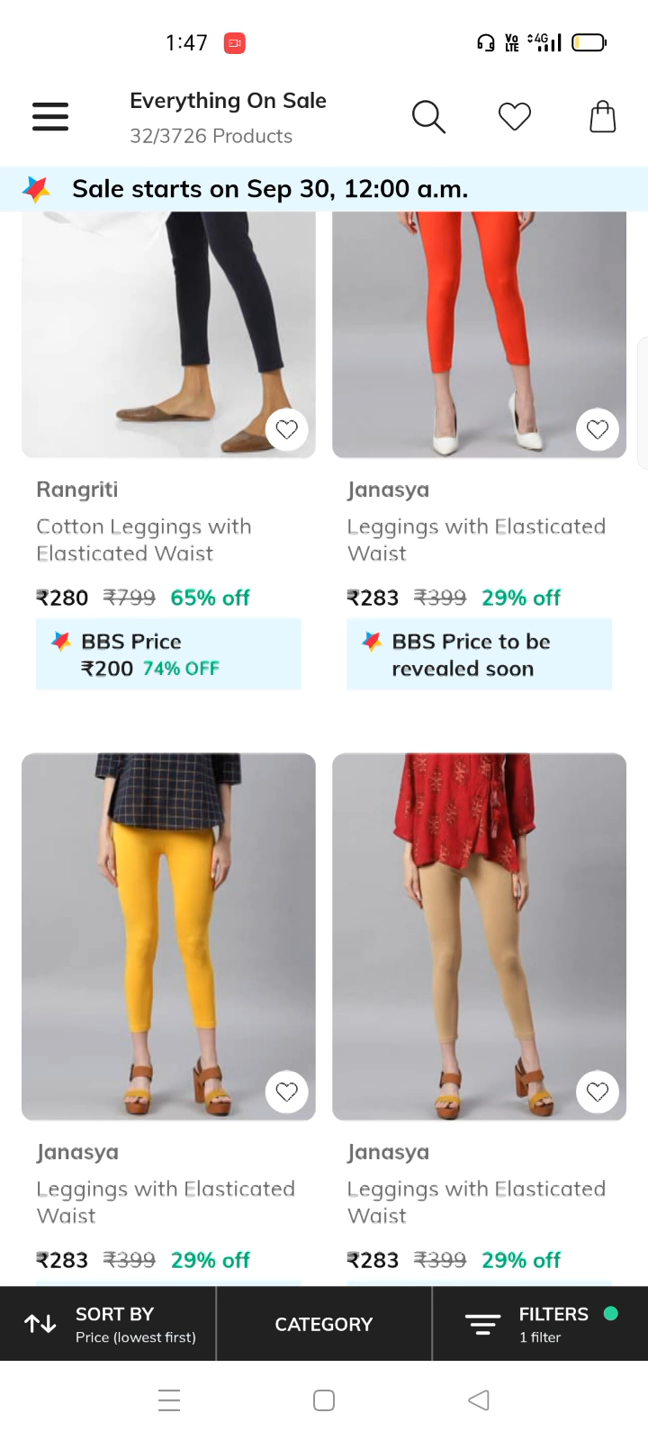 1:47
Vo
LTE
4G
Everything On Sale
32/3726 Products
Sale starts on Sep 30, 12:00 a.m.
Rangriti
Cotton Leggings with
Elasticated Waist
₹280 ₹799 65% off
BBS Price
₹200 74% OFF
Janasya
Leggings with Elasticated
Waist
₹283 ₹399 29% off
BBS Price to be
revealed soon
Janasya
Leggings with Elasticated
Waist
₹283 ₹399 29% off
Janasya
Leggings with Elasticated
Waist
₹283 ₹399 29% off
SORT BY
Price (lowest first)
CATEGORY
FILTERS
1 filter